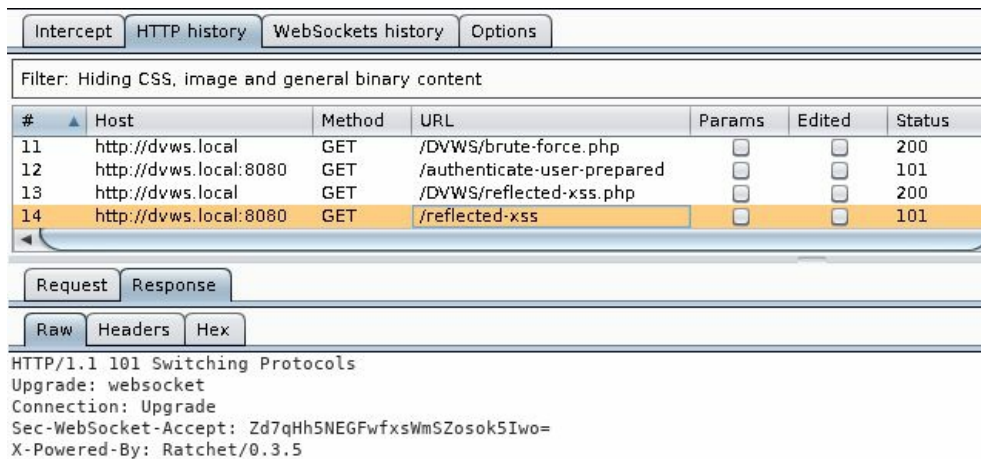 Intercept HTTP history WebSockets history Options
Filter: Hiding CSS, image and general binary content
# Host Method URL Params Edited Status
11 http://dvws.local GET /DVWS/brute-force.php 200
12 http://dvws.local:8080 GET /authenticate-user-prepared 101
13 http://dvws.local GET /DVWS/reflected-xss.php 200
14 http://dvws.local:8080 GET /reflected-xss 101
Request Response
Raw Headers Hex
HTTP/1.1 101 Switching Protocols
Upgrade: websocket
Connection: Upgrade
Sec-WebSocket-Accept: Zd7qHh5NEGFwfxsWmSZosok5Iwo=
X-Powered-By: Ratchet/0.3.5